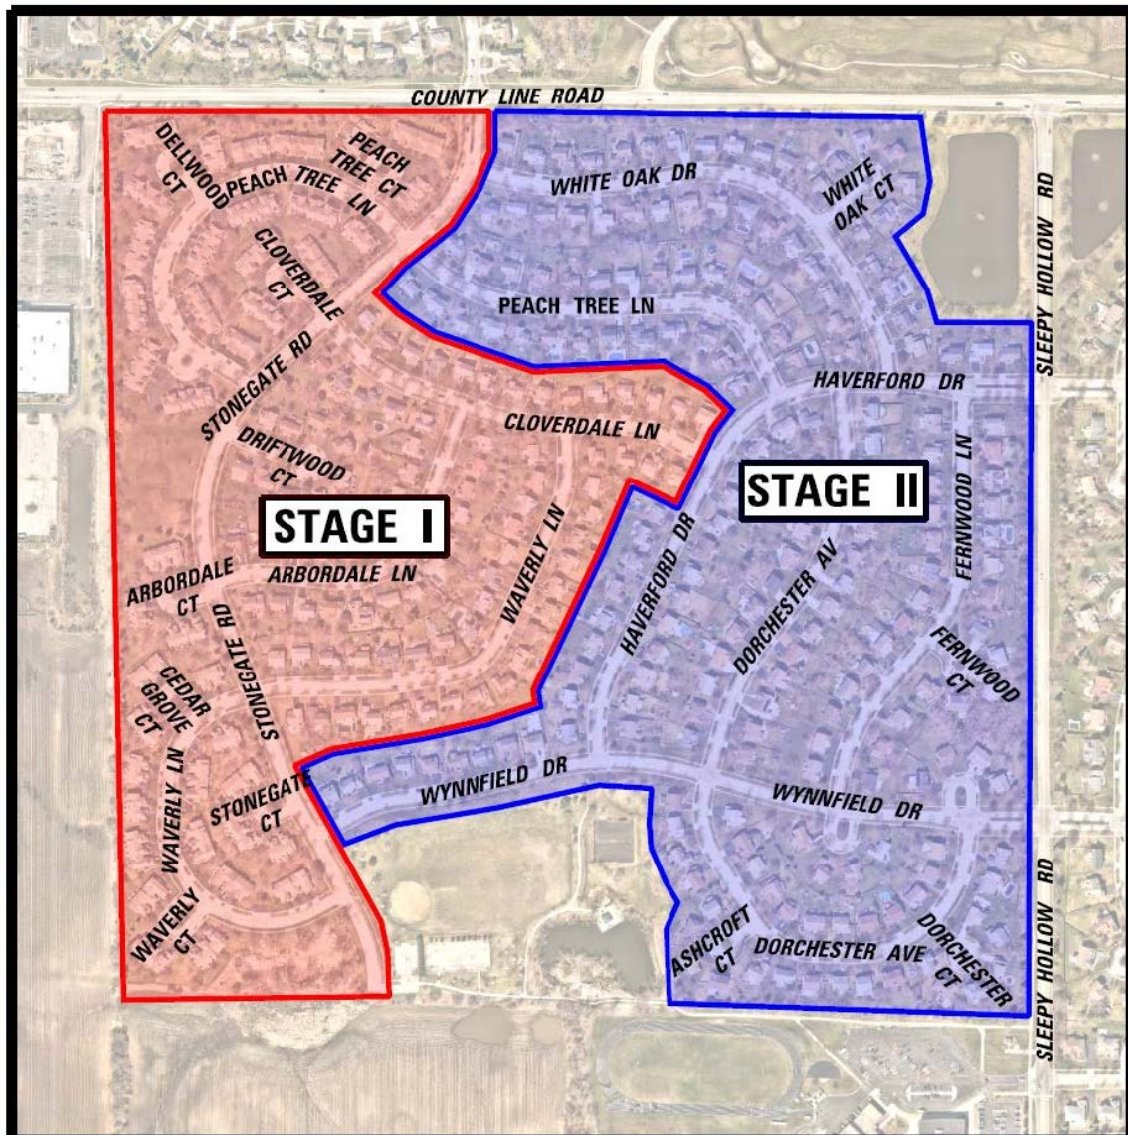 COUNTY LINE ROAD
DELLWOOD
CT
PEACH
TREE CT
PEACH TREE LN
WHITE OAK DR
WHITE
OAK CT
SLEEPY HOLLOW RD
CLOVERDALE
CT
PEACH TREE LN
STONEGATE RD
HAVERFORD DR
CLOVERDALE LN
DRIFTWOOD
CT
FERNWOOD LN
STAGE I
STAGE II
WAVERLY LN
HAVERFORD DR
DORCHESTER AV
ARBORDALE
CT
ARBORDALE LN
STONEGATE RD
FERNWOOD
CT
CEDAR
GROVE
CT
WAVERLY LN
STONEGATE
CT
WYNNFIELD DR
WYNNFIELD DR
WAVERLY
CT
ASHCROFT
CT
DORCHESTER AVE
DORCHESTER
CT
SLEEPY HOLLOW RD